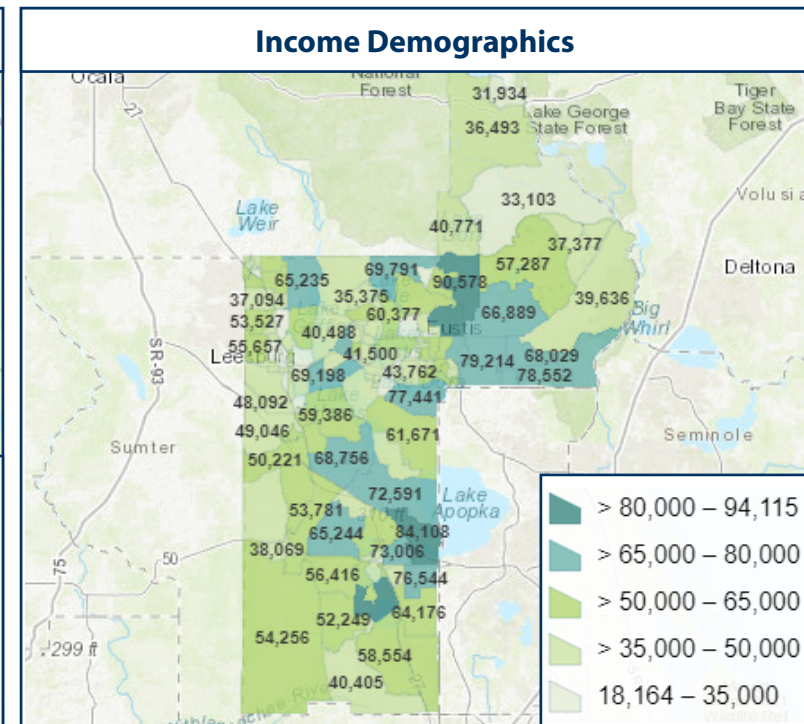 Income Demographics
Ocala
National
Forest
27
31,934
36,493
Lake George
State Forest
Tiger
Bay State
Forest
Lake
Weir
33,103
Volusia
40,771
37,377
57,287
Deltona
65,235
69,791
90,578
37,094
35,375
39,636
60,377
66,889
Big
Whirl
53,527
40,488
Eustis
55,657
Leesburg
41,500
79,214
68,029
SR-93
69,198
43,762
78,552
77,441
48,092
59,386
49,046
61,671
Sumter
Seminole
50,221
68,756
72,591
Lake
Apopka
53,781
310 ft
65,244
84,108
38,069
73,006
50
75
56,416
76,544
52,249
64,176
54,256
299 ft
58,554
40,405
27
> 80,000 – 94,115
> 65,000 – 80,000
> 50,000 – 65,000
> 35,000 – 50,000
18,164 – 35,000